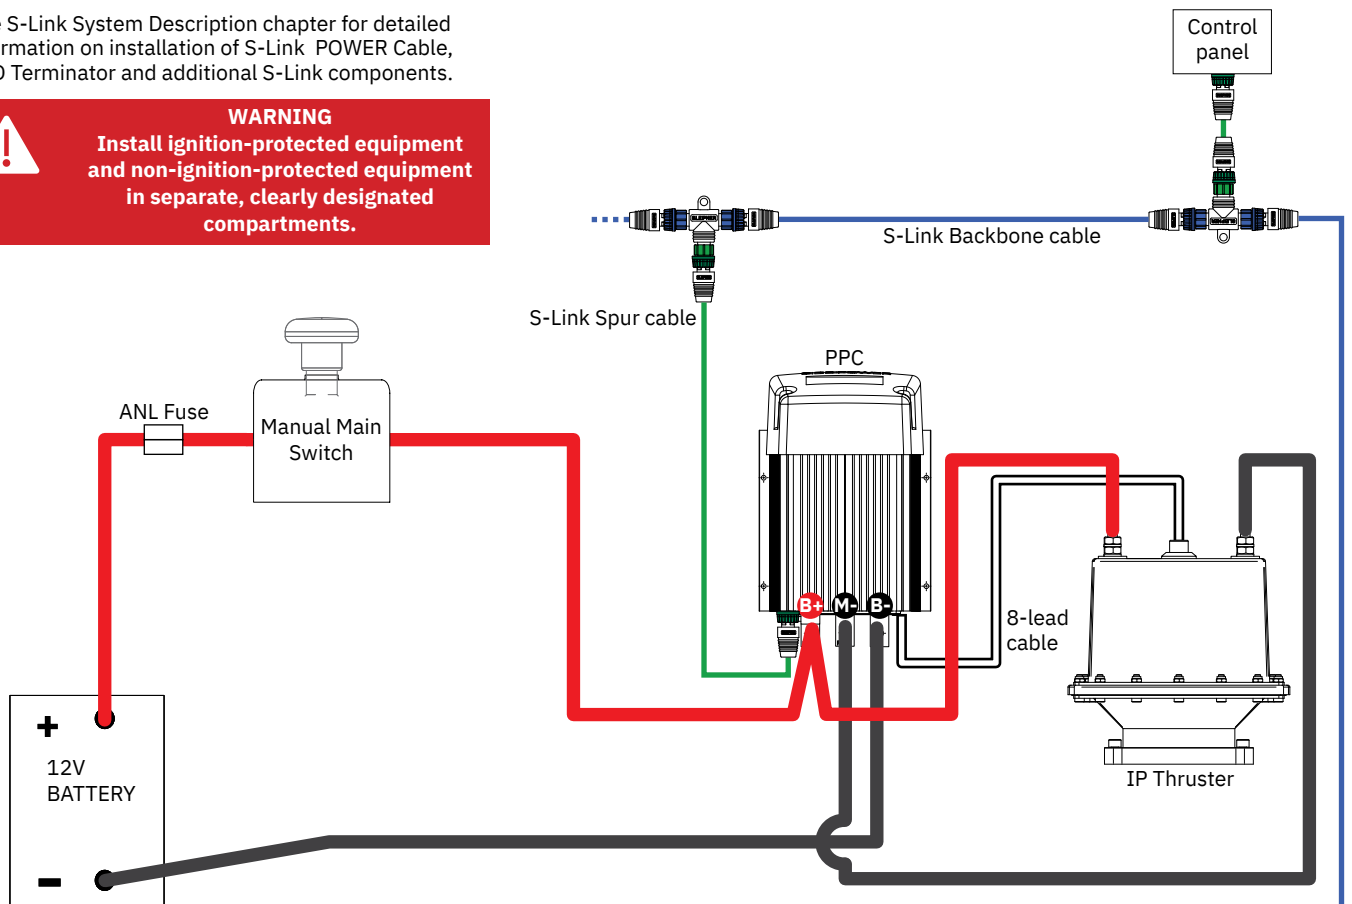 S-Link System Description chapter for detailed
rmation on installation of S-Link POWER Cable,
Terminator and additional S-Link components.
WARNING
Install ignition-protected equipment
and non-ignition-protected equipment
in separate, clearly designated
compartments.
Control
panel
S-Link Backbone cable
S-Link Spur cable
PPC
ANL Fuse
Manual Main
Switch
B+ M- B-
8-lead
cable
+
12V
BATTERY
-
IP Thruster